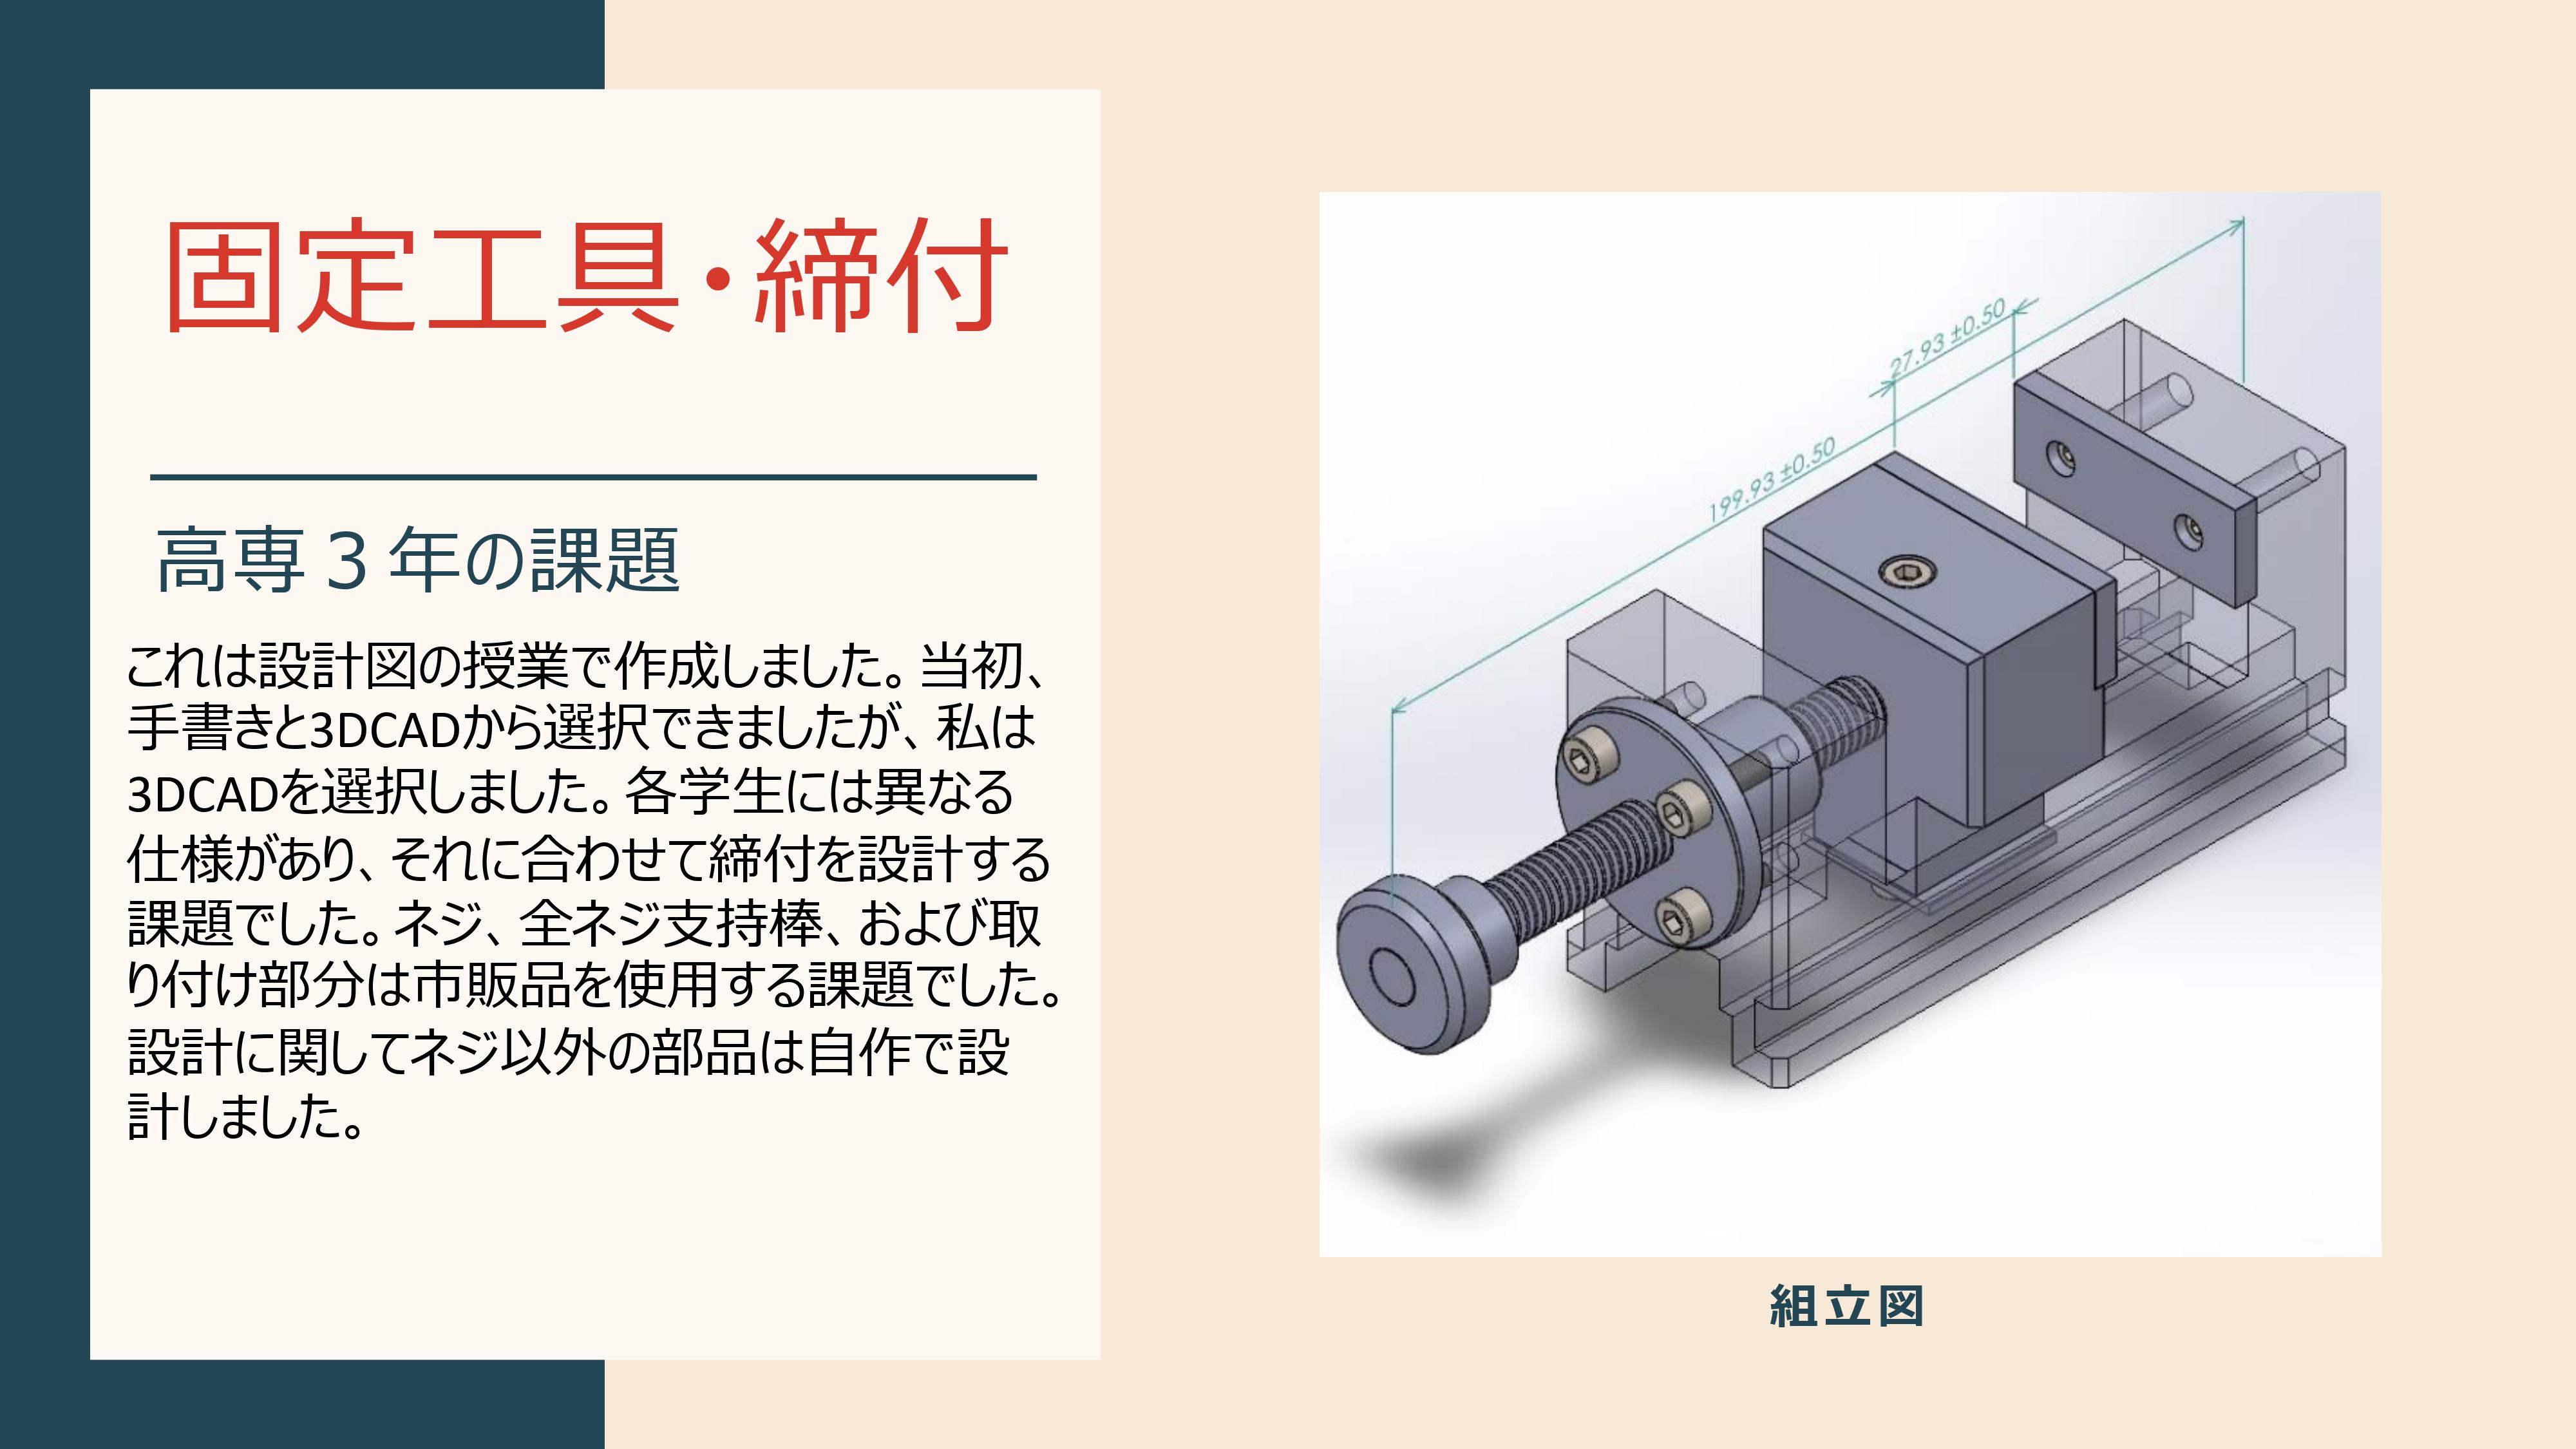 固定工具・締付
高専３年の課題
これは設計図の授業で作成しました。当初、
手書きと3DCADから選択できましたが、私は
3DCADを選択しました。各学生には異なる
仕様があり、それに合わせて締付を設計する
課題でした。ネジ、全ネジ支持棒、および取
り付け部分は市販品を使用する課題でした。
設計に関してネジ以外の部品は自作で設
計しました。
27.93 ±0.50
199.93 ±0.50
組立図